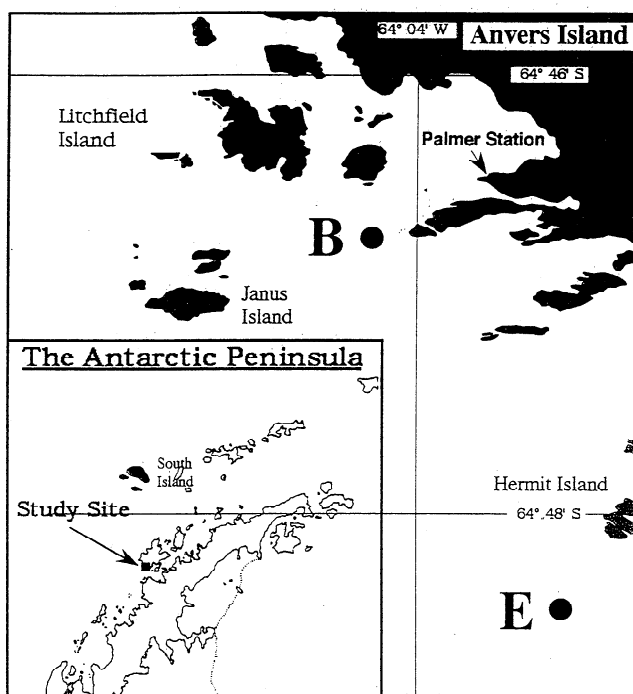 64° 04' W
Anvers Island
64° 46' S
Litchfield
Island
Palmer Station
B
Janus
Island
The Antarctic Peninsula
South
Island
Study Site
Hermit Island
64° 48' S
E